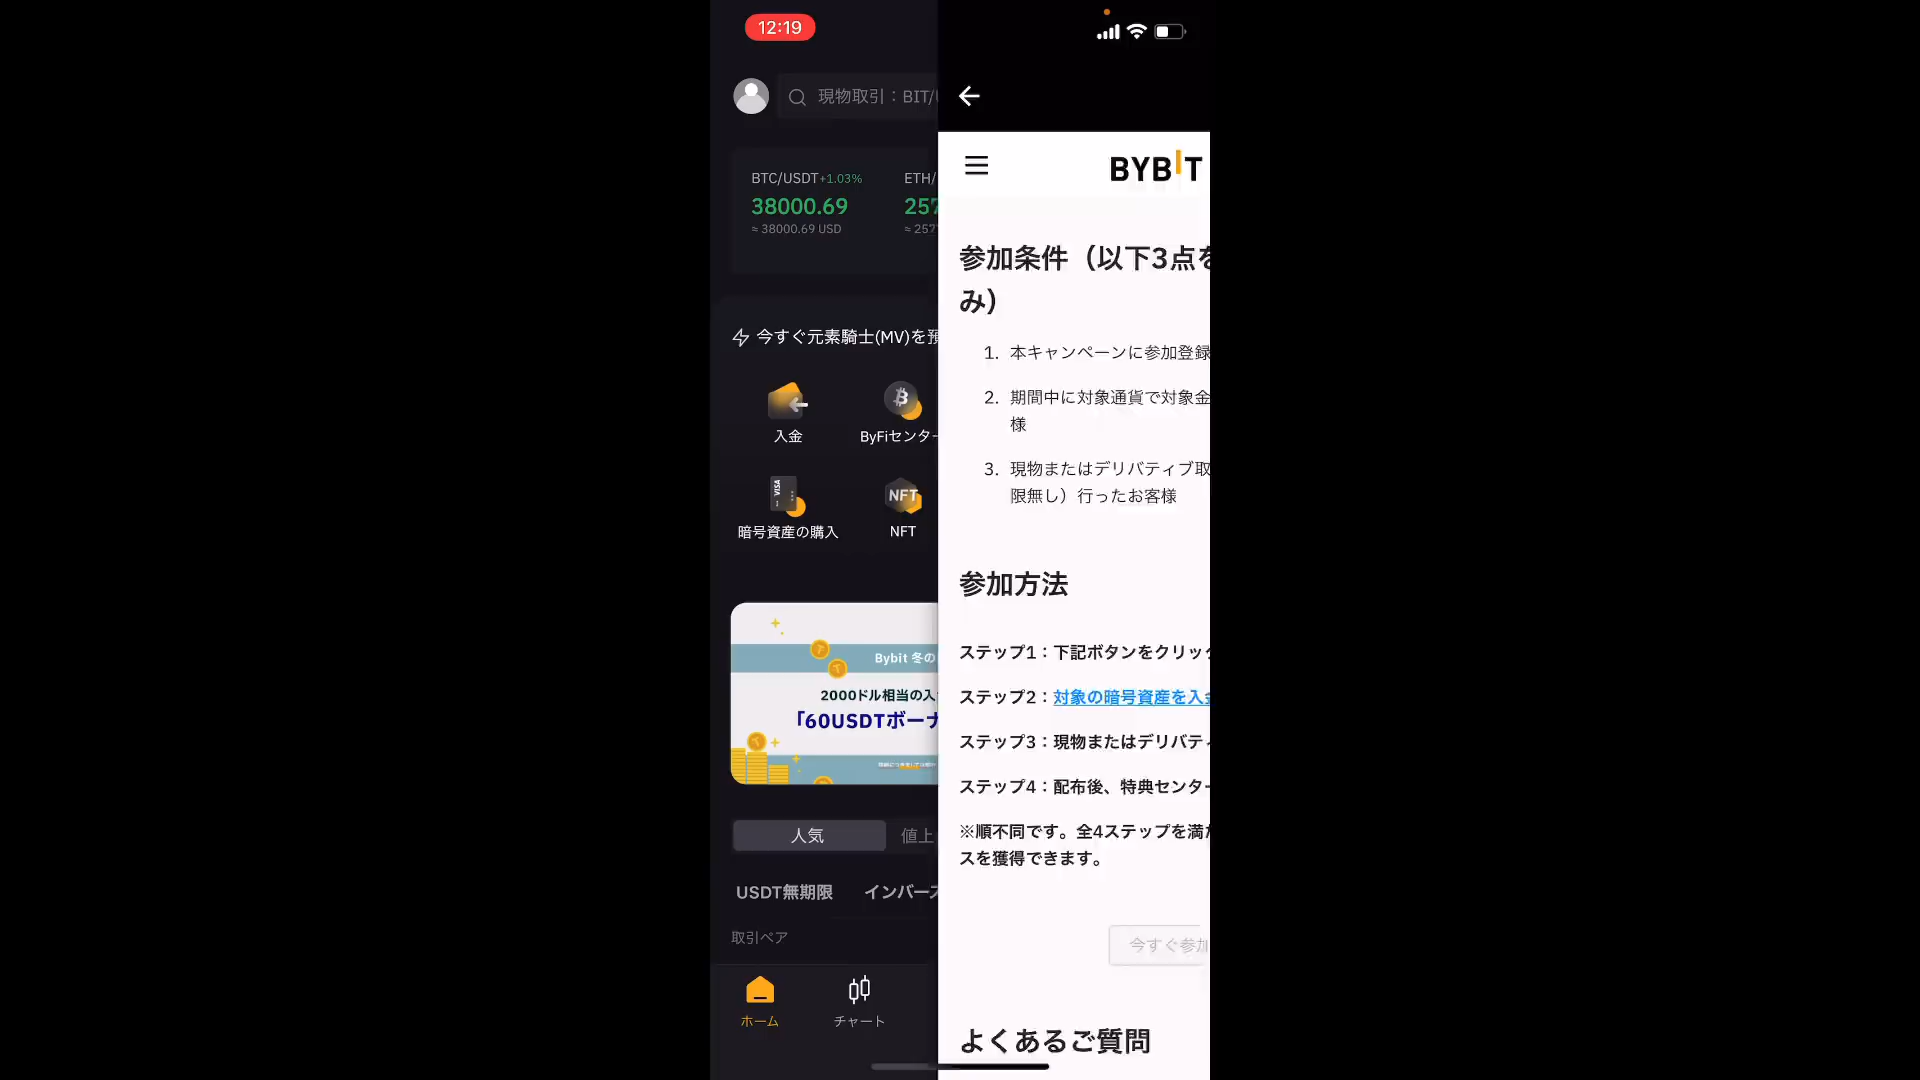 12:19
現物取引：BIT/
BTC/USDT+1.03%
38000.69
≈ 38000.69 USD
ETH/
257
≈ 257
今すぐ元素騎士(MV)を預
入金
ByFiセンター
VISA
暗号資産の購入
NFT
NFT
Bybit 冬の
2000ドル相当の入
「60USDTボーナ
人気
値上
USDT無期限
インバース
取引ペア
ホーム
チャート
BYBIT
参加条件（以下3点を
み）
1. 本キャンペーンに参加登録
2. 期間中に対象通貨で対象金
様
3. 現物またはデリバティブ取
限無し）行ったお客様
参加方法
ステップ1：下記ボタンをクリック
ステップ2：対象の暗号資産を入金
ステップ3：現物またはデリバティ
ステップ4：配布後、特典センター
※順不同です。全4ステップを満た
スを獲得できます。
今すぐ参加
よくあるご質問